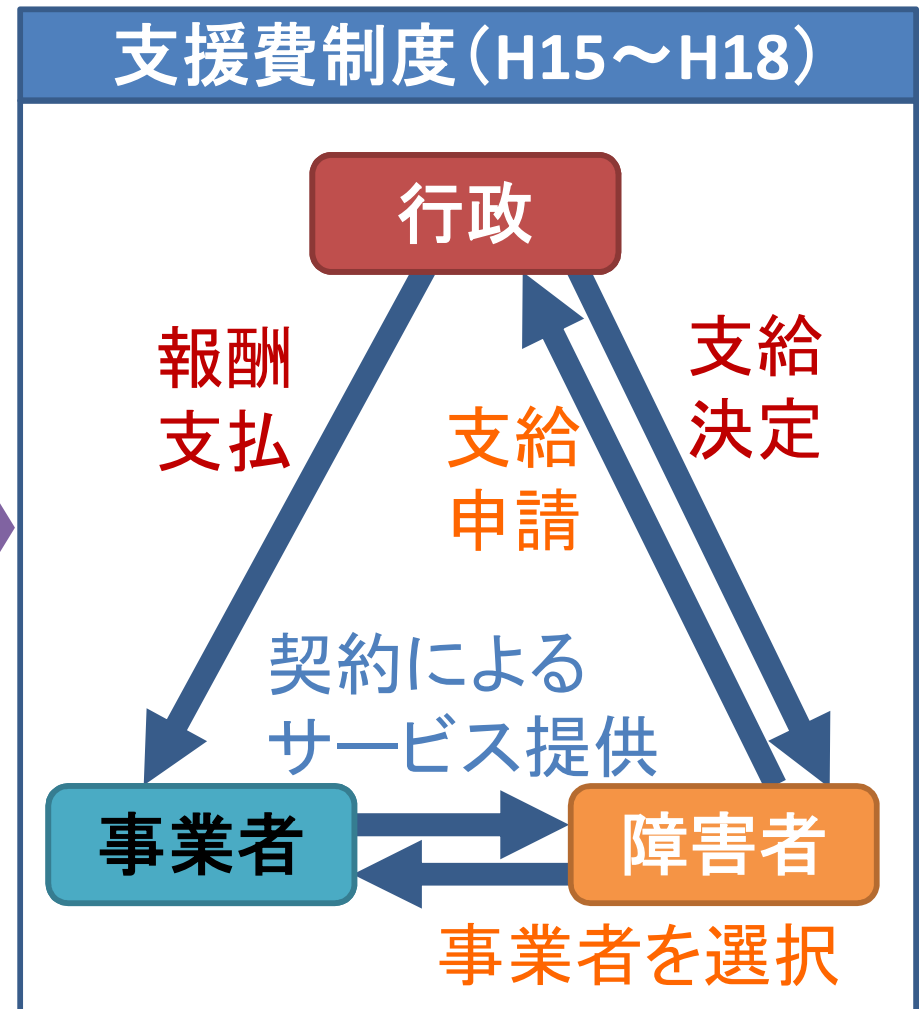 支援費制度（H15～H18）
行政
報酬
支払
支給
申請
支給
決定
契約による
サービス提供
事業者
障害者
事業者を選択